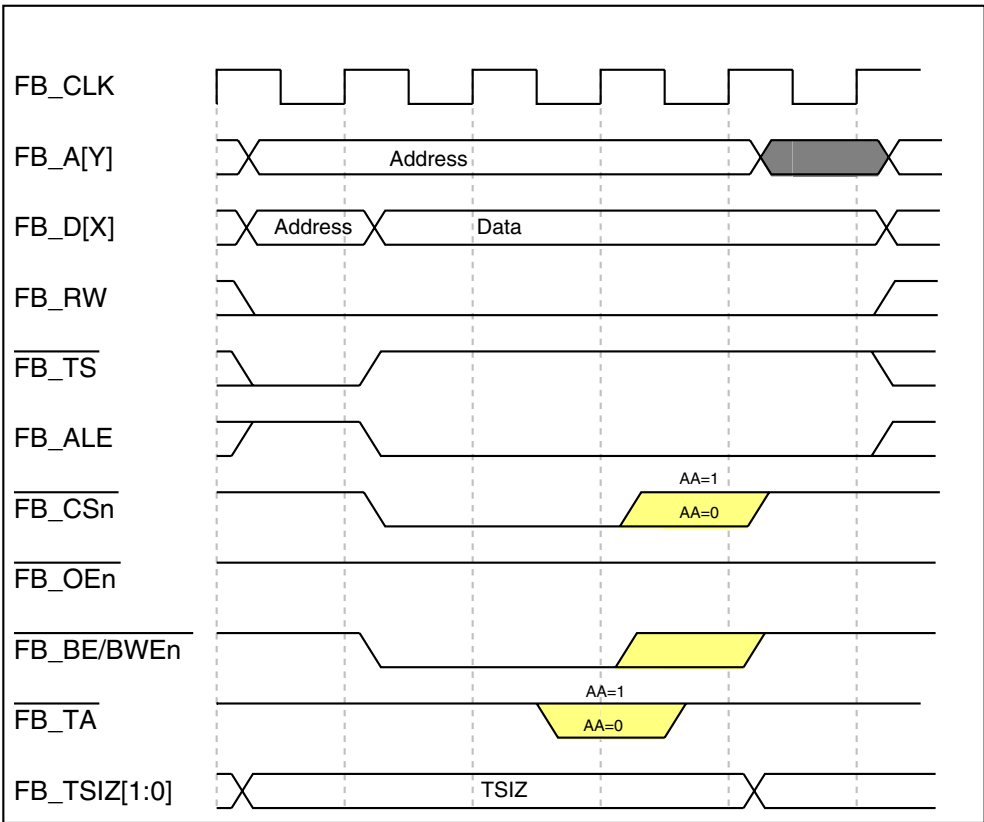 FB_CLK
FB_A[Y]
Address
FB_D[X]
Address
Data
FB_RW
FB_TS
FB_ALE
FB_CSn
AA=1
AA=0
FB_OEn
FB_BE/BWEn
FB_TA
AA=1
AA=0
FB_TSIZ[1:0]
TSIZ